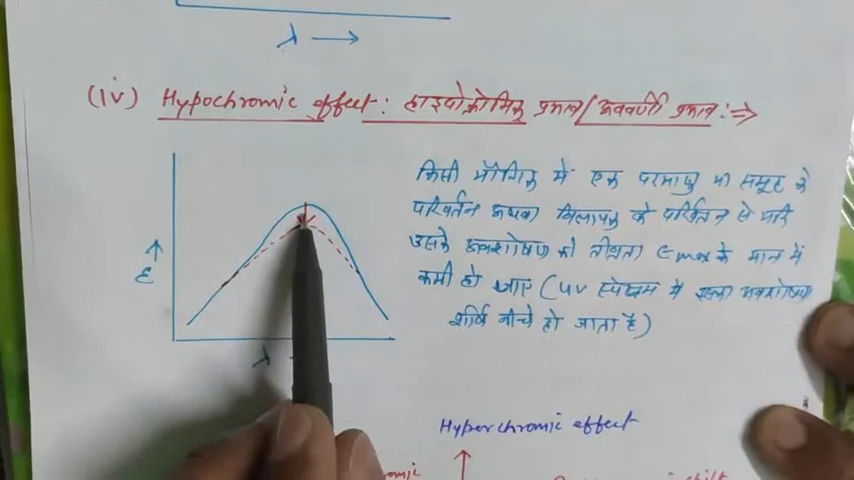 λ →
(iv) Hypochromic effect: हाइपोक्रोमिक प्रभाव/अववर्णी प्रभाव :⇒
किसी यौगिक में एक परमाणु या समूह के
परिवर्तन अथवा विलायक के परिवर्तन से यदि
उसके अवशोषण की तीव्रता ϵmax के मान में
कमी हो जाए (UV स्पेक्ट्रम में इसका अवशोषण
शीर्ष नीचे हो जाता है)
↑
ε
λ
Hyperchromic effect